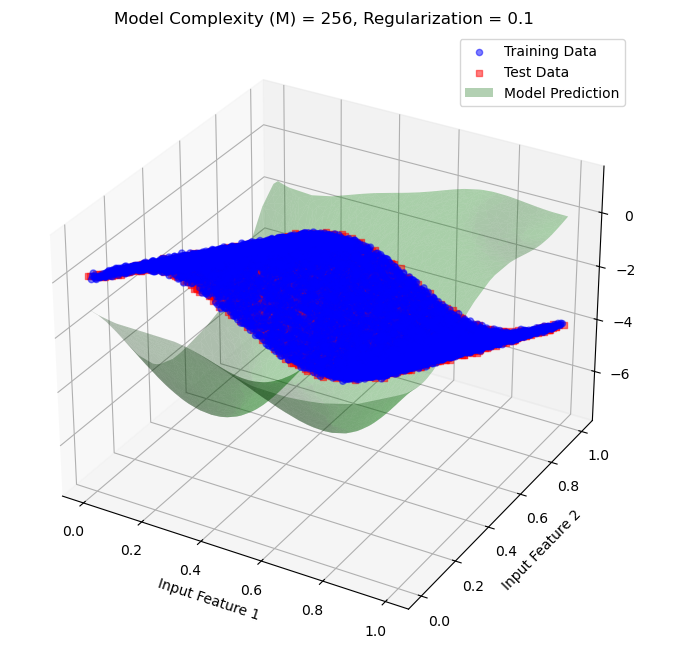 Model Complexity (M) = 256, Regularization = 0.1
Training Data
Test Data
Model Prediction
0
−2
−4
−6
1.0
0.8
0.6
0.4
0.2
0.0
Input Feature 2
0.0
0.2
0.4
0.6
0.8
1.0
Input Feature 1